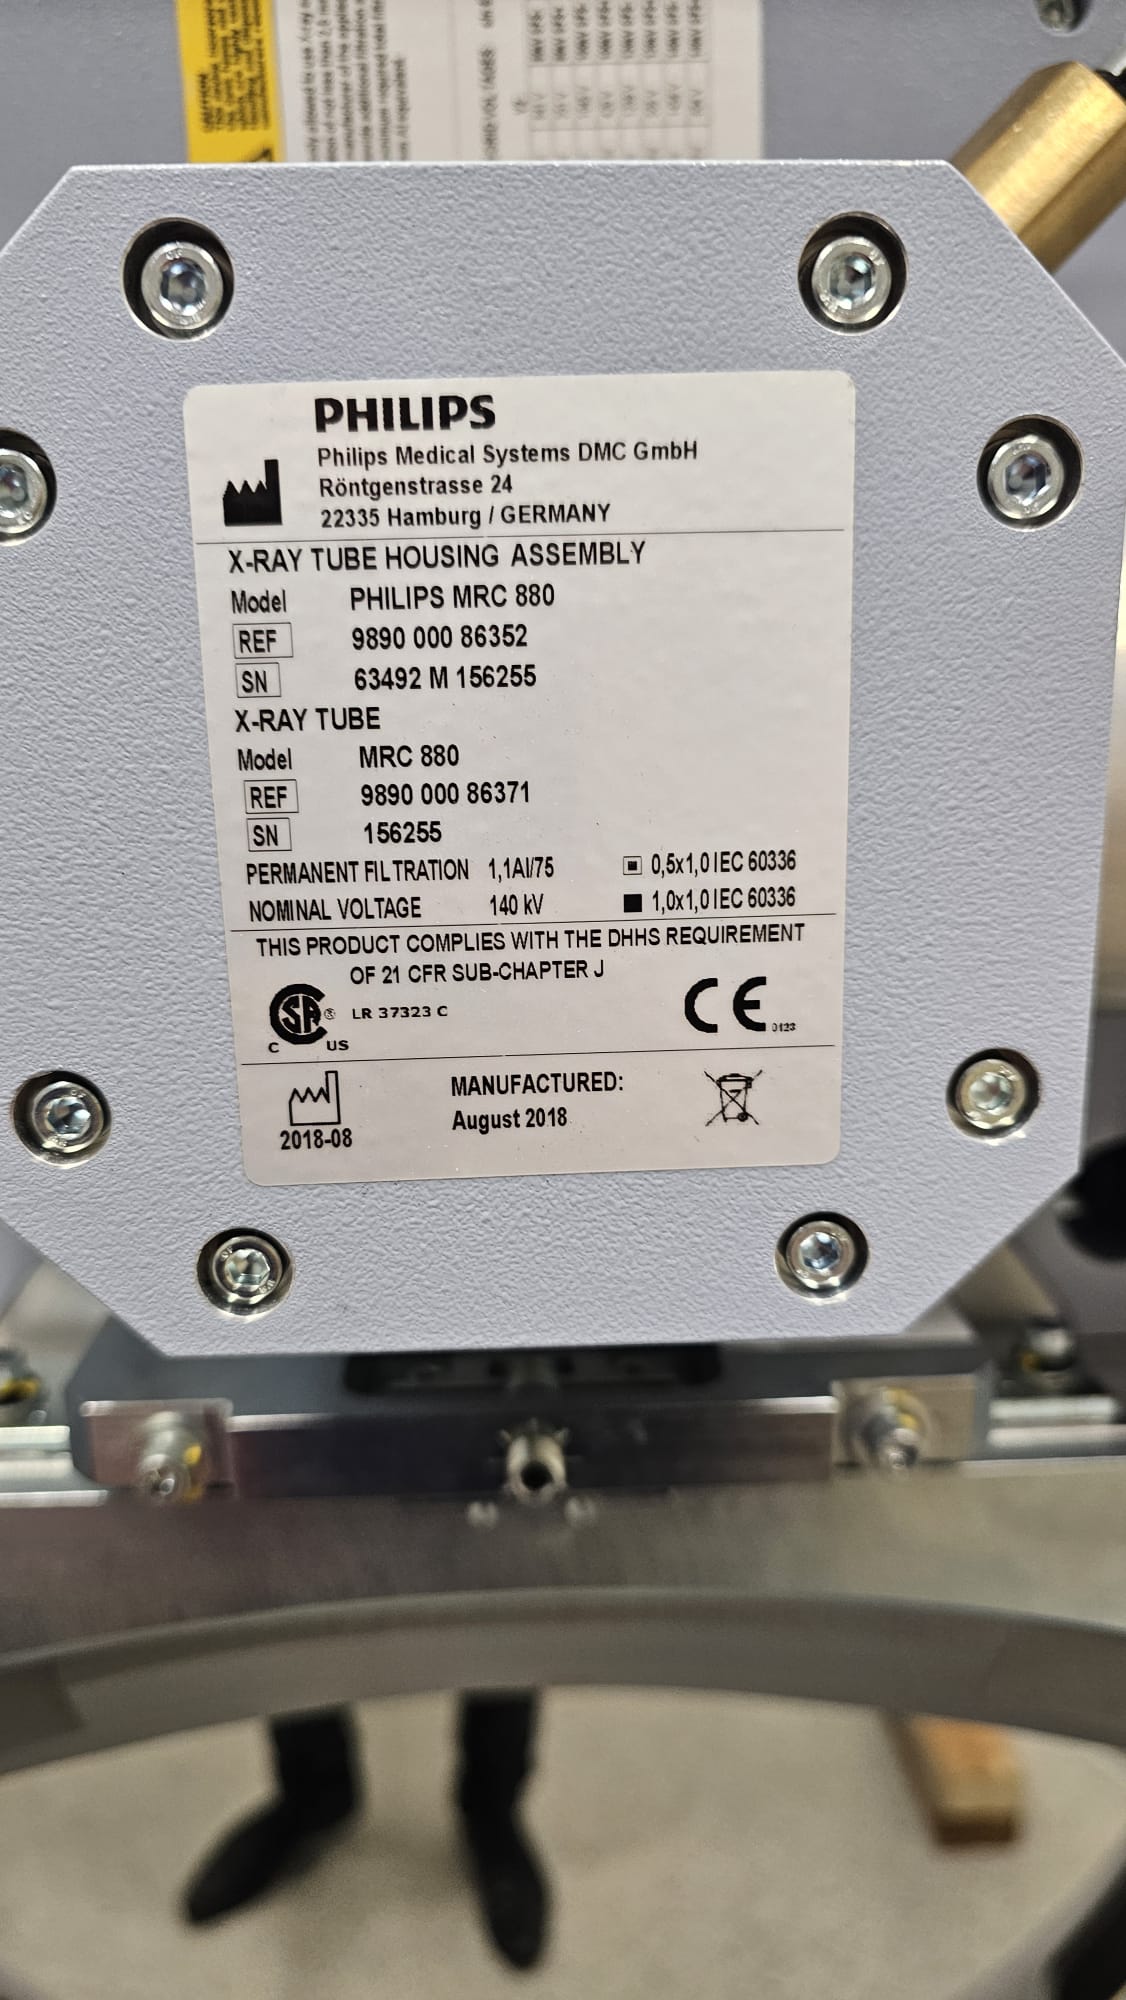 PHILIPS
Philips Medical Systems DMC GmbH
Röntgenstrasse 24
22335 Hamburg / GERMANY
X-RAY TUBE HOUSING ASSEMBLY
Model PHILIPS MRC 880
REF 9890 000 86352
SN 63492 M 156255
X-RAY TUBE
Model MRC 880
REF 9890 000 86371
SN 156255
PERMANENT FILTRATION 1,1Al/75 0,5x1,0 IEC 60336
NOMINAL VOLTAGE 140 kV 1,0x1,0 IEC 60336
THIS PRODUCT COMPLIES WITH THE DHHS REQUIREMENT
OF 21 CFR SUB-CHAPTER J
CSA ® LR 37323 C CE 0123
C US
MANUFACTURED:
2018-08 August 2018